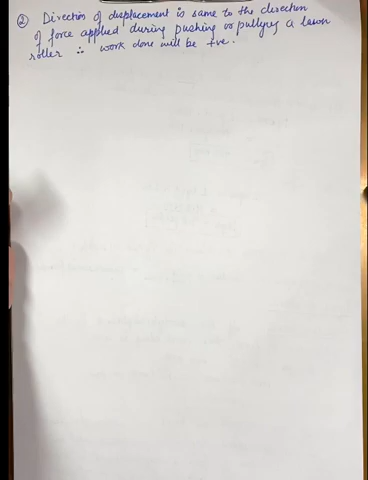 ② Direction of displacement is same to the direction
of force applied during pushing or pullying a lawn
roller ∴ work done will be +ve.